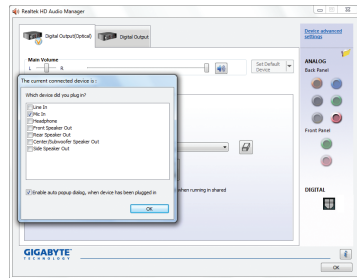 Realtek HD Audio Manager
Digital Output(Optical)
Digital Output
Device advanced
settings
Main Volume
L
R
Set Default
Device
ANALOG
Back Panel
The current connected device is :
Which device did you plug in?
Line In
Mic In
Headphone
Front Speaker Out
Rear Speaker Out
Center/Subwoofer Speaker Out
Side Speaker Out
when running in shared
Enable auto popup dialog, when device has been plugged in
OK
Front Panel
DIGITAL
GIGABYTE
TECHNOLOGY
OK